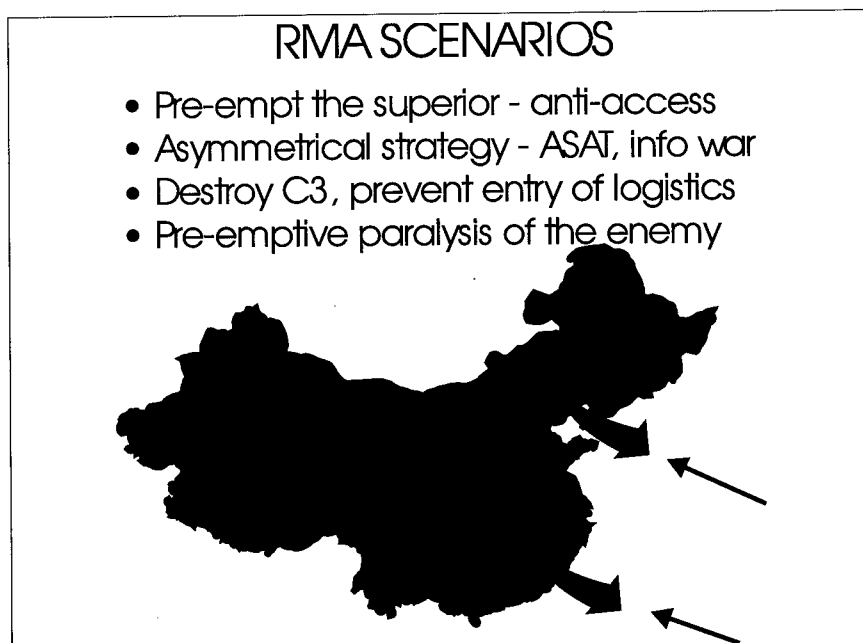 RMA SCENARIOS
• Pre-empt the superior - anti-access
• Asymmetrical strategy - ASAT, info war
• Destroy C3, prevent entry of logistics
• Pre-emptive paralysis of the enemy